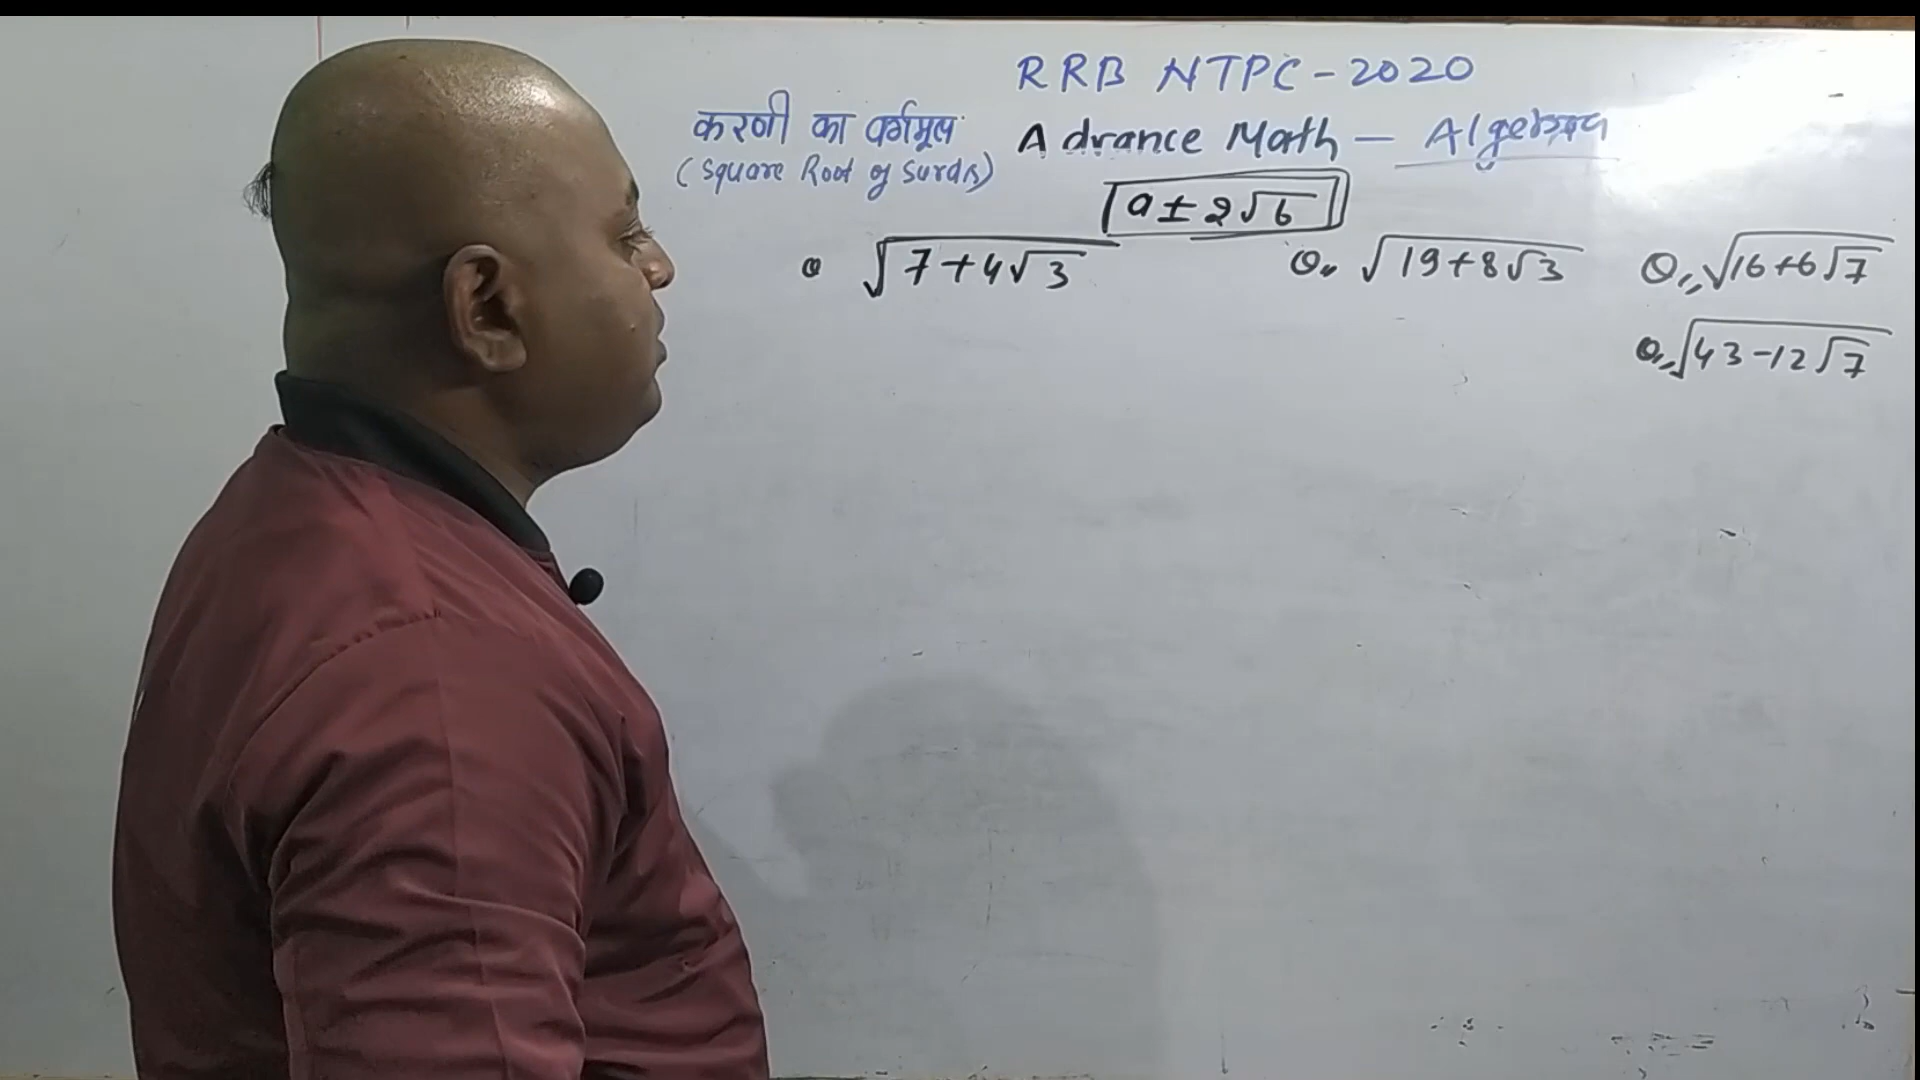 RRB NTPC-2020
करणी का वर्गमूल Advance Math - Algebra
(Square Root of Surds)
a ± 2√b
Q √7+4√3 Q.. √19+8√3 Q.. √16+6√7
Q.. √43-12√7